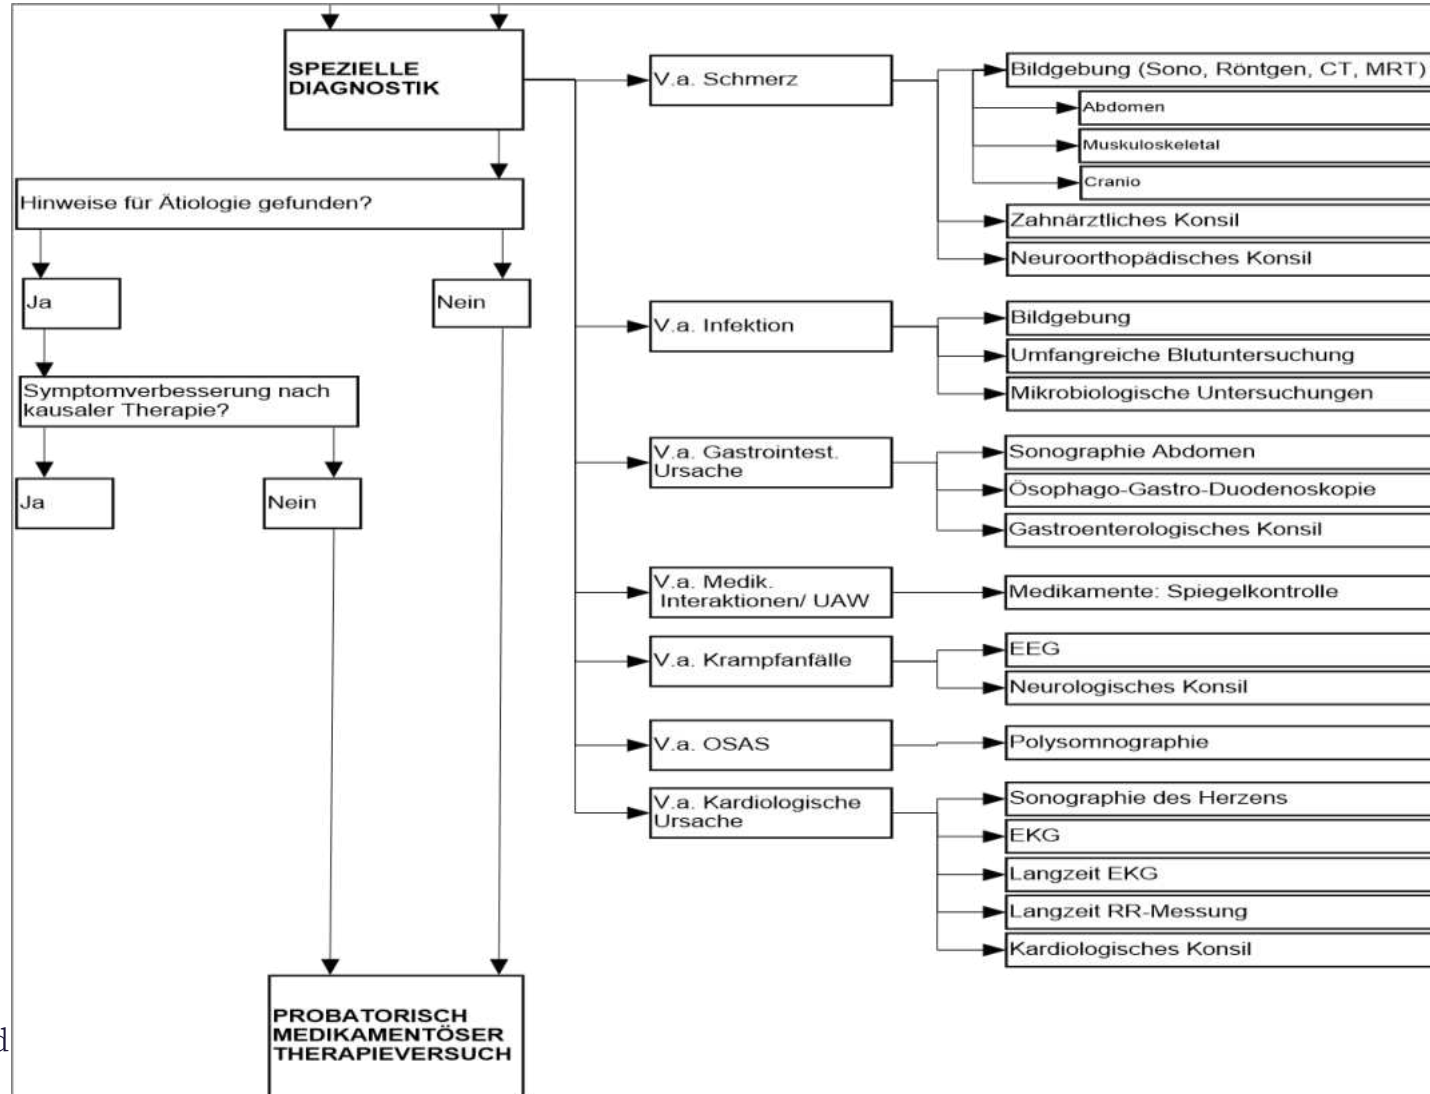 SPEZIELLE
DIAGNOSTIK
Hinweise für Ätiologie gefunden?
Ja
Nein
Symptomverbesserung nach
kausaler Therapie?
Ja
Nein
PROBATORISCH
MEDIKAMENTÖSER
THERAPIEVERSUCH
d
V.a. Schmerz
Bildgebung (Sono, Röntgen, CT, MRT)
Abdomen
Muskuloskeletal
Cranio
Zahnärztliches Konsil
Neuroorthopädisches Konsil
V.a. Infektion
Bildgebung
Umfangreiche Blutuntersuchung
Mikrobiologische Untersuchungen
V.a. Gastrointest.
Ursache
Sonographie Abdomen
Ösophago-Gastro-Duodenoskopie
Gastroenterologisches Konsil
V.a. Medik.
Interaktionen/ UAW
Medikamente: Spiegelkontrolle
V.a. Krampfanfälle
EEG
Neurologisches Konsil
V.a. OSAS
Polysomnographie
V.a. Kardiologische
Ursache
Sonographie des Herzens
EKG
Langzeit EKG
Langzeit RR-Messung
Kardiologisches Konsil